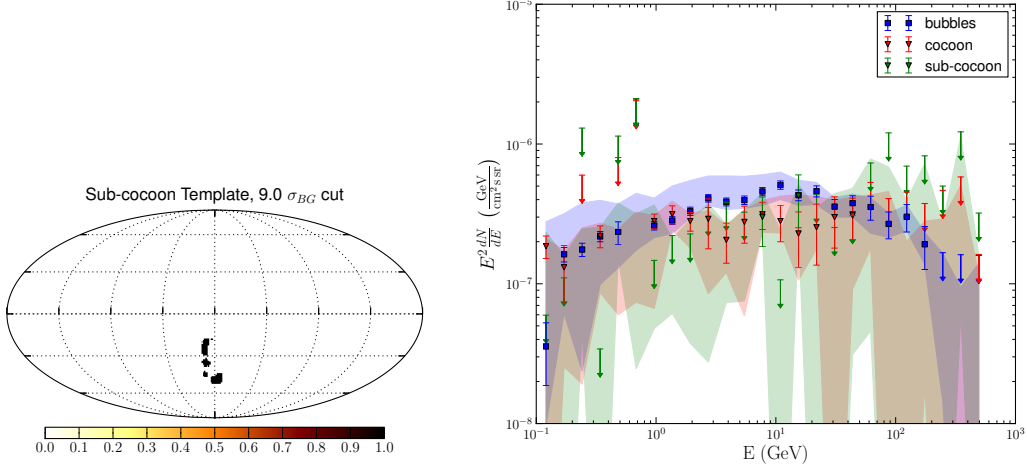 Sub-cocoon Template, 9.0 σ_BG cut
0.0 0.1 0.2 0.3 0.4 0.5 0.6 0.7 0.8 0.9 1.0
bubbles
cocoon
sub-cocoon
10^-5
10^-6
10^-7
10^-8
E^2 dN/dE (GeV/cm^2 s sr)
10^-1 10^0 10^1 10^2 10^3
E (GeV)